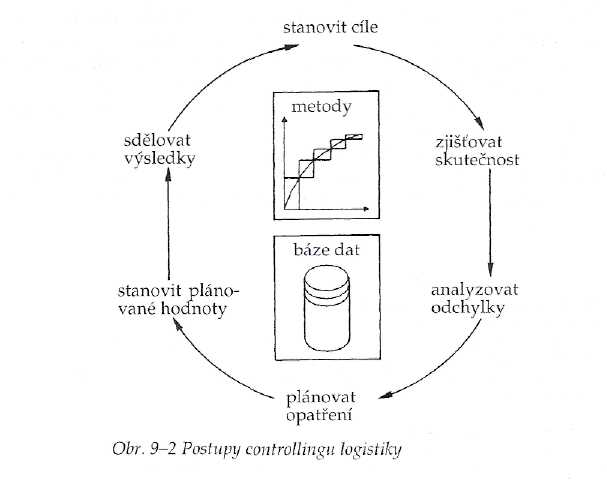 stanovit cíle
metody
sdělovat
výsledky
zjišťovat
skutečnost
báze dat
stanovit pláno-
vané hodnoty
analyzovat
odchylky
plánovat
opatření
Obr. 9–2 Postupy controllingu logistiky